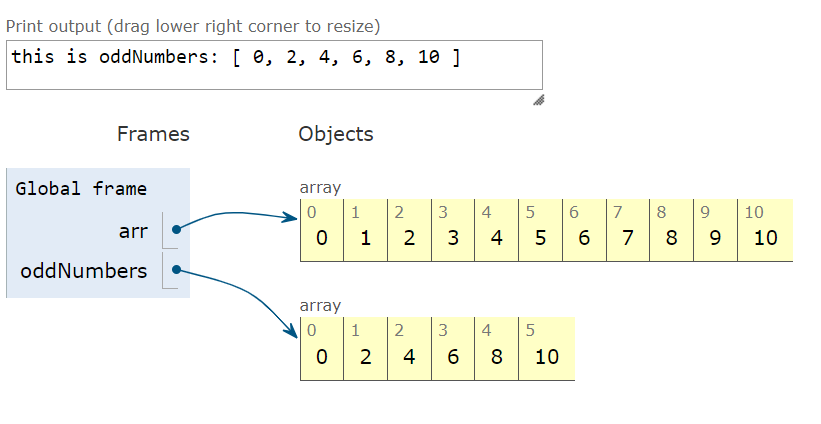 Print output (drag lower right corner to resize)
this is oddNumbers: [ 0, 2, 4, 6, 8, 10 ]
Frames Objects
Global frame
arr
oddNumbers
array
0 1 2 3 4 5 6 7 8 9 10
0 1 2 3 4 5 6 7 8 9 10
array
0 1 2 3 4 5
0 2 4 6 8 10